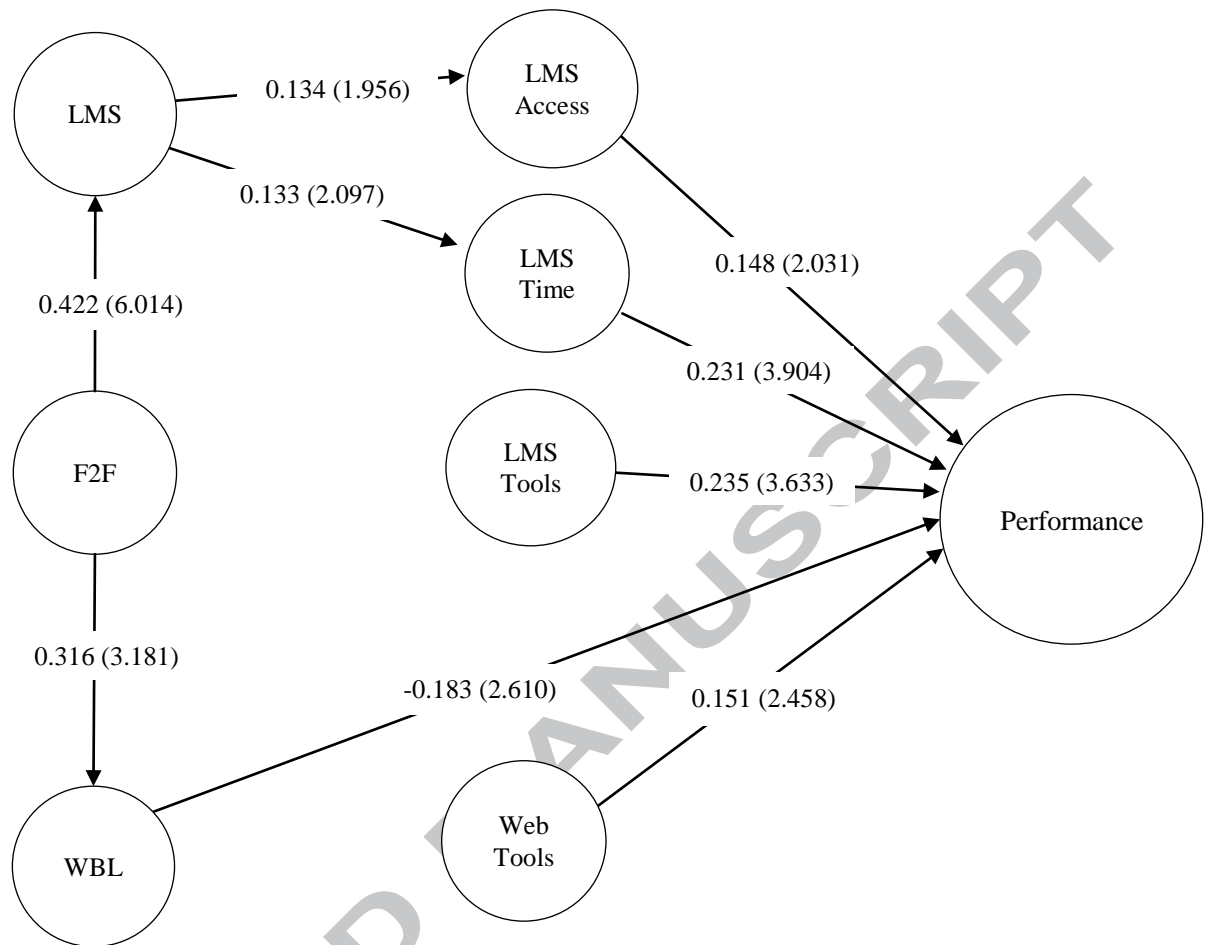 LMS
0.134 (1.956)
LMS
Access
0.133 (2.097)
LMS
Time
0.148 (2.031)
0.422 (6.014)
0.231 (3.904)
F2F
LMS
Tools
0.235 (3.633)
Performance
0.316 (3.181)
-0.183 (2.610)
0.151 (2.458)
WBL
Web
Tools
D MANUSCRIPT